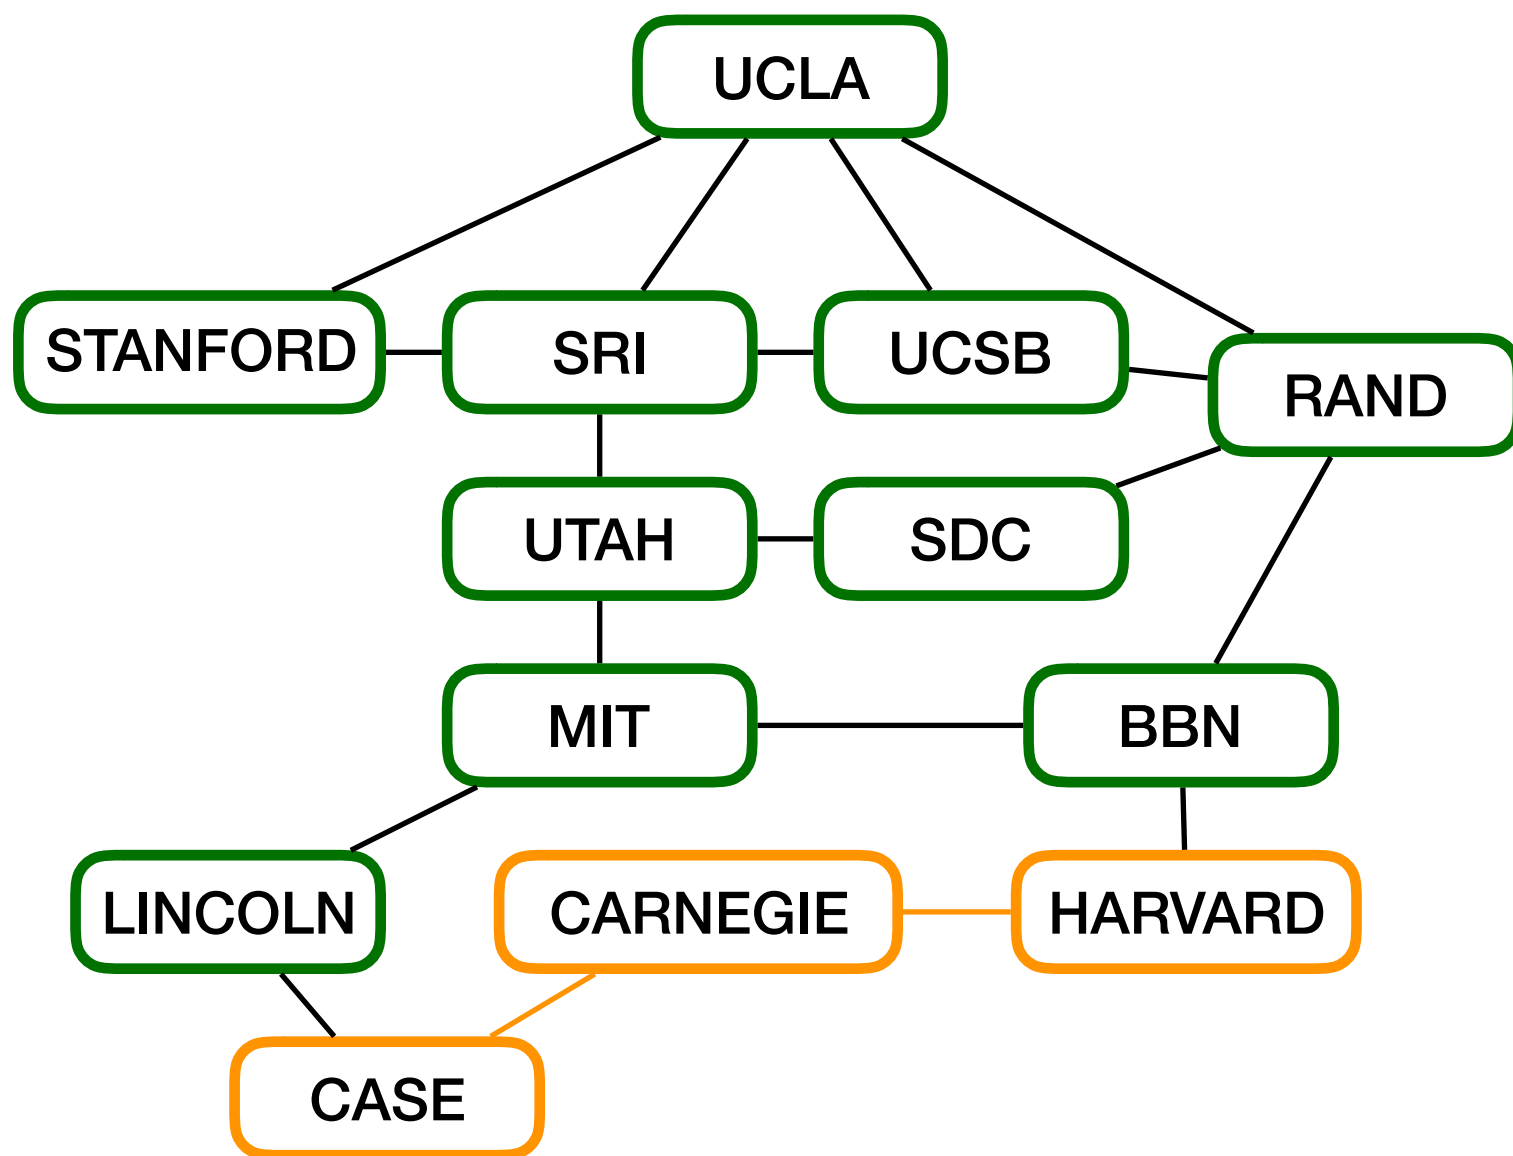 UCLA
STANFORD
SRI
UCSB
RAND
UTAH
SDC
MIT
BBN
LINCOLN
CARNEGIE
HARVARD
CASE